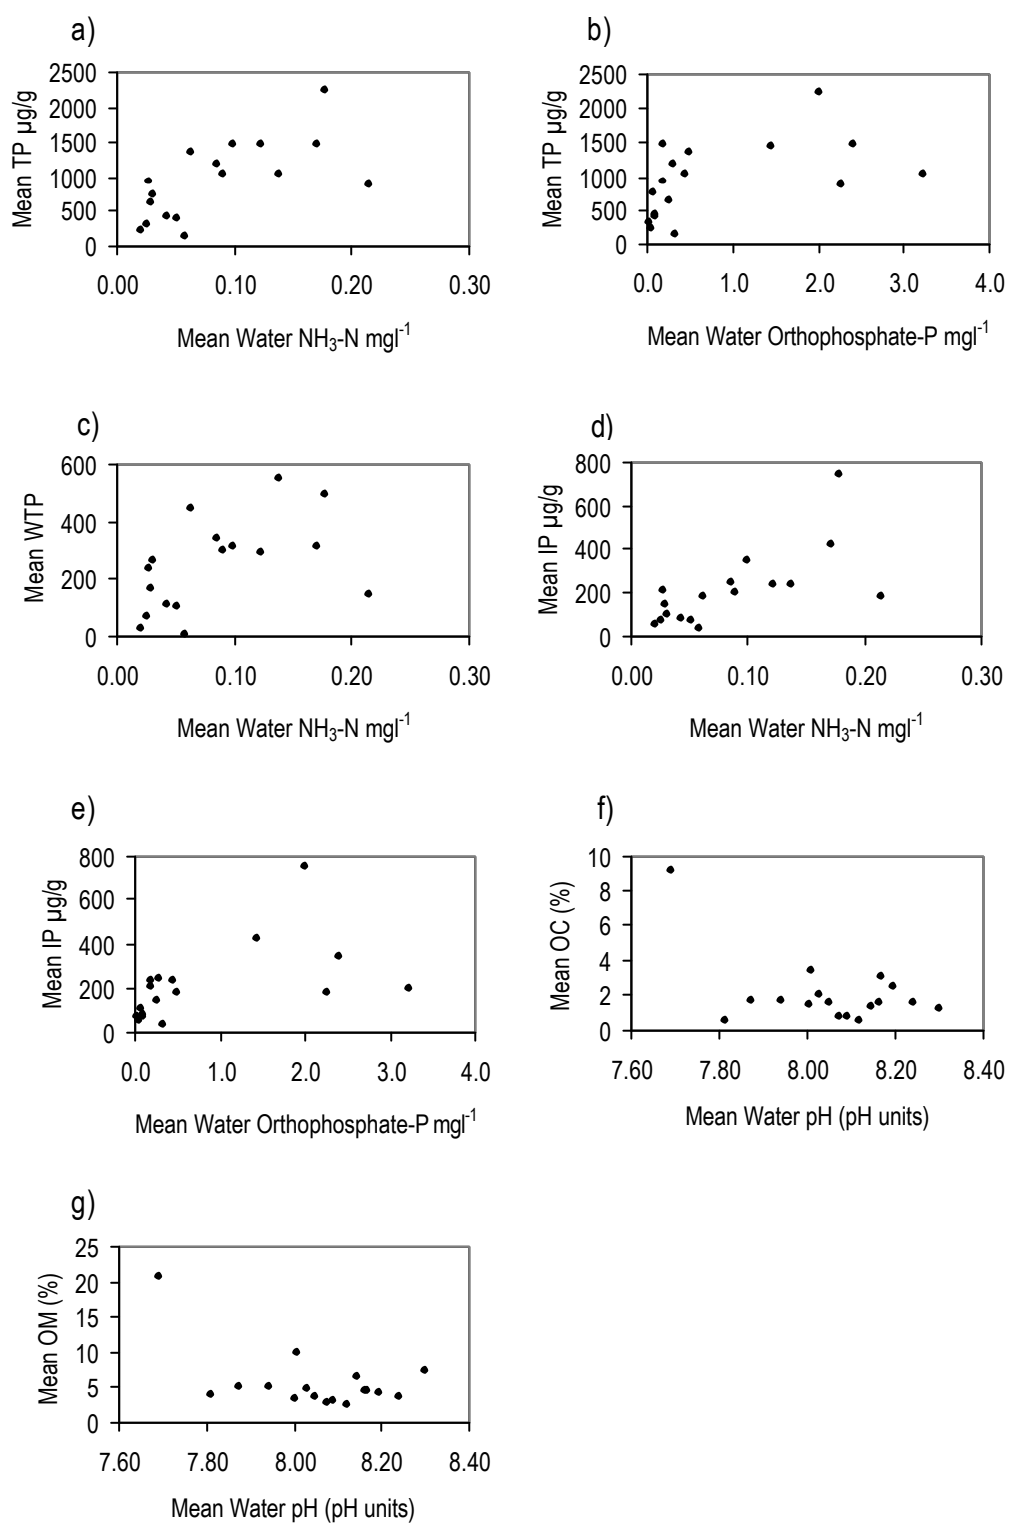 a)
Mean TP µg/g
2500
2000
1500
1000
500
0
0.00 0.10 0.20 0.30
Mean Water NH₃-N mgl⁻¹
b)
Mean TP µg/g
2500
2000
1500
1000
500
0
0.0 1.0 2.0 3.0 4.0
Mean Water Orthophosphate-P mgl⁻¹
c)
Mean WTP
600
400
200
0
0.00 0.10 0.20 0.30
Mean Water NH₃-N mgl⁻¹
d)
Mean IP µg/g
800
600
400
200
0
0.00 0.10 0.20 0.30
Mean Water NH₃-N mgl⁻¹
e)
Mean IP µg/g
800
600
400
200
0
0.0 1.0 2.0 3.0 4.0
Mean Water Orthophosphate-P mgl⁻¹
f)
Mean OC (%)
10
8
6
4
2
0
7.60 7.80 8.00 8.20 8.40
Mean Water pH (pH units)
g)
Mean OM (%)
25
20
15
10
5
0
7.60 7.80 8.00 8.20 8.40
Mean Water pH (pH units)